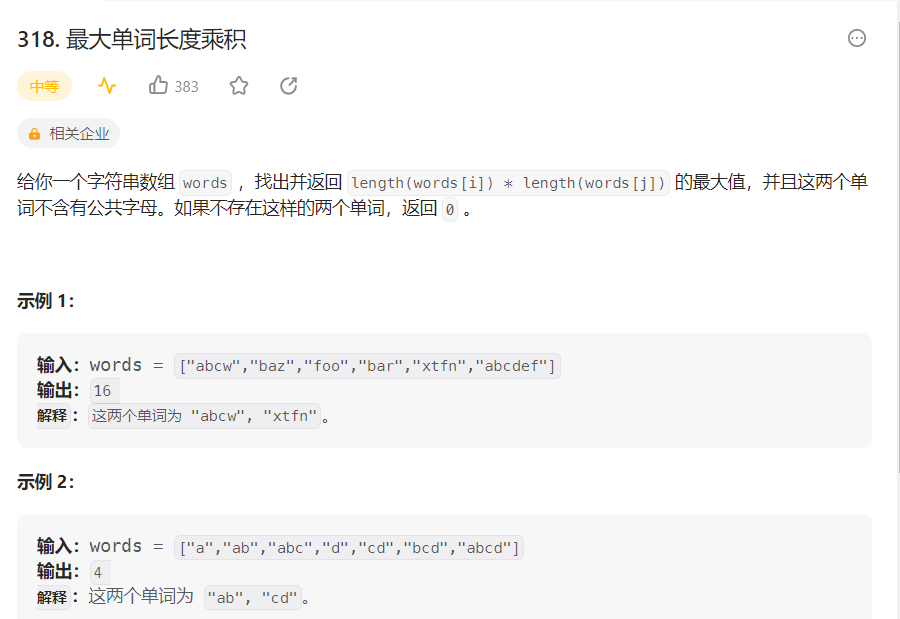 318. 最大单词长度乘积
中等
383
相关企业
给你一个字符串数组 words ，找出并返回 length(words[i]) * length(words[j]) 的最大值，并且这两个单
词不含有公共字母。如果不存在这样的两个单词，返回 0 。
示例 1：
输入：words = ["abcw","baz","foo","bar","xtfn","abcdef"]
输出：16
解释：这两个单词为 "abcw", "xtfn"。
示例 2：
输入：words = ["a","ab","abc","d","cd","bcd","abcd"]
输出：4
解释：这两个单词为 "ab", "cd"。